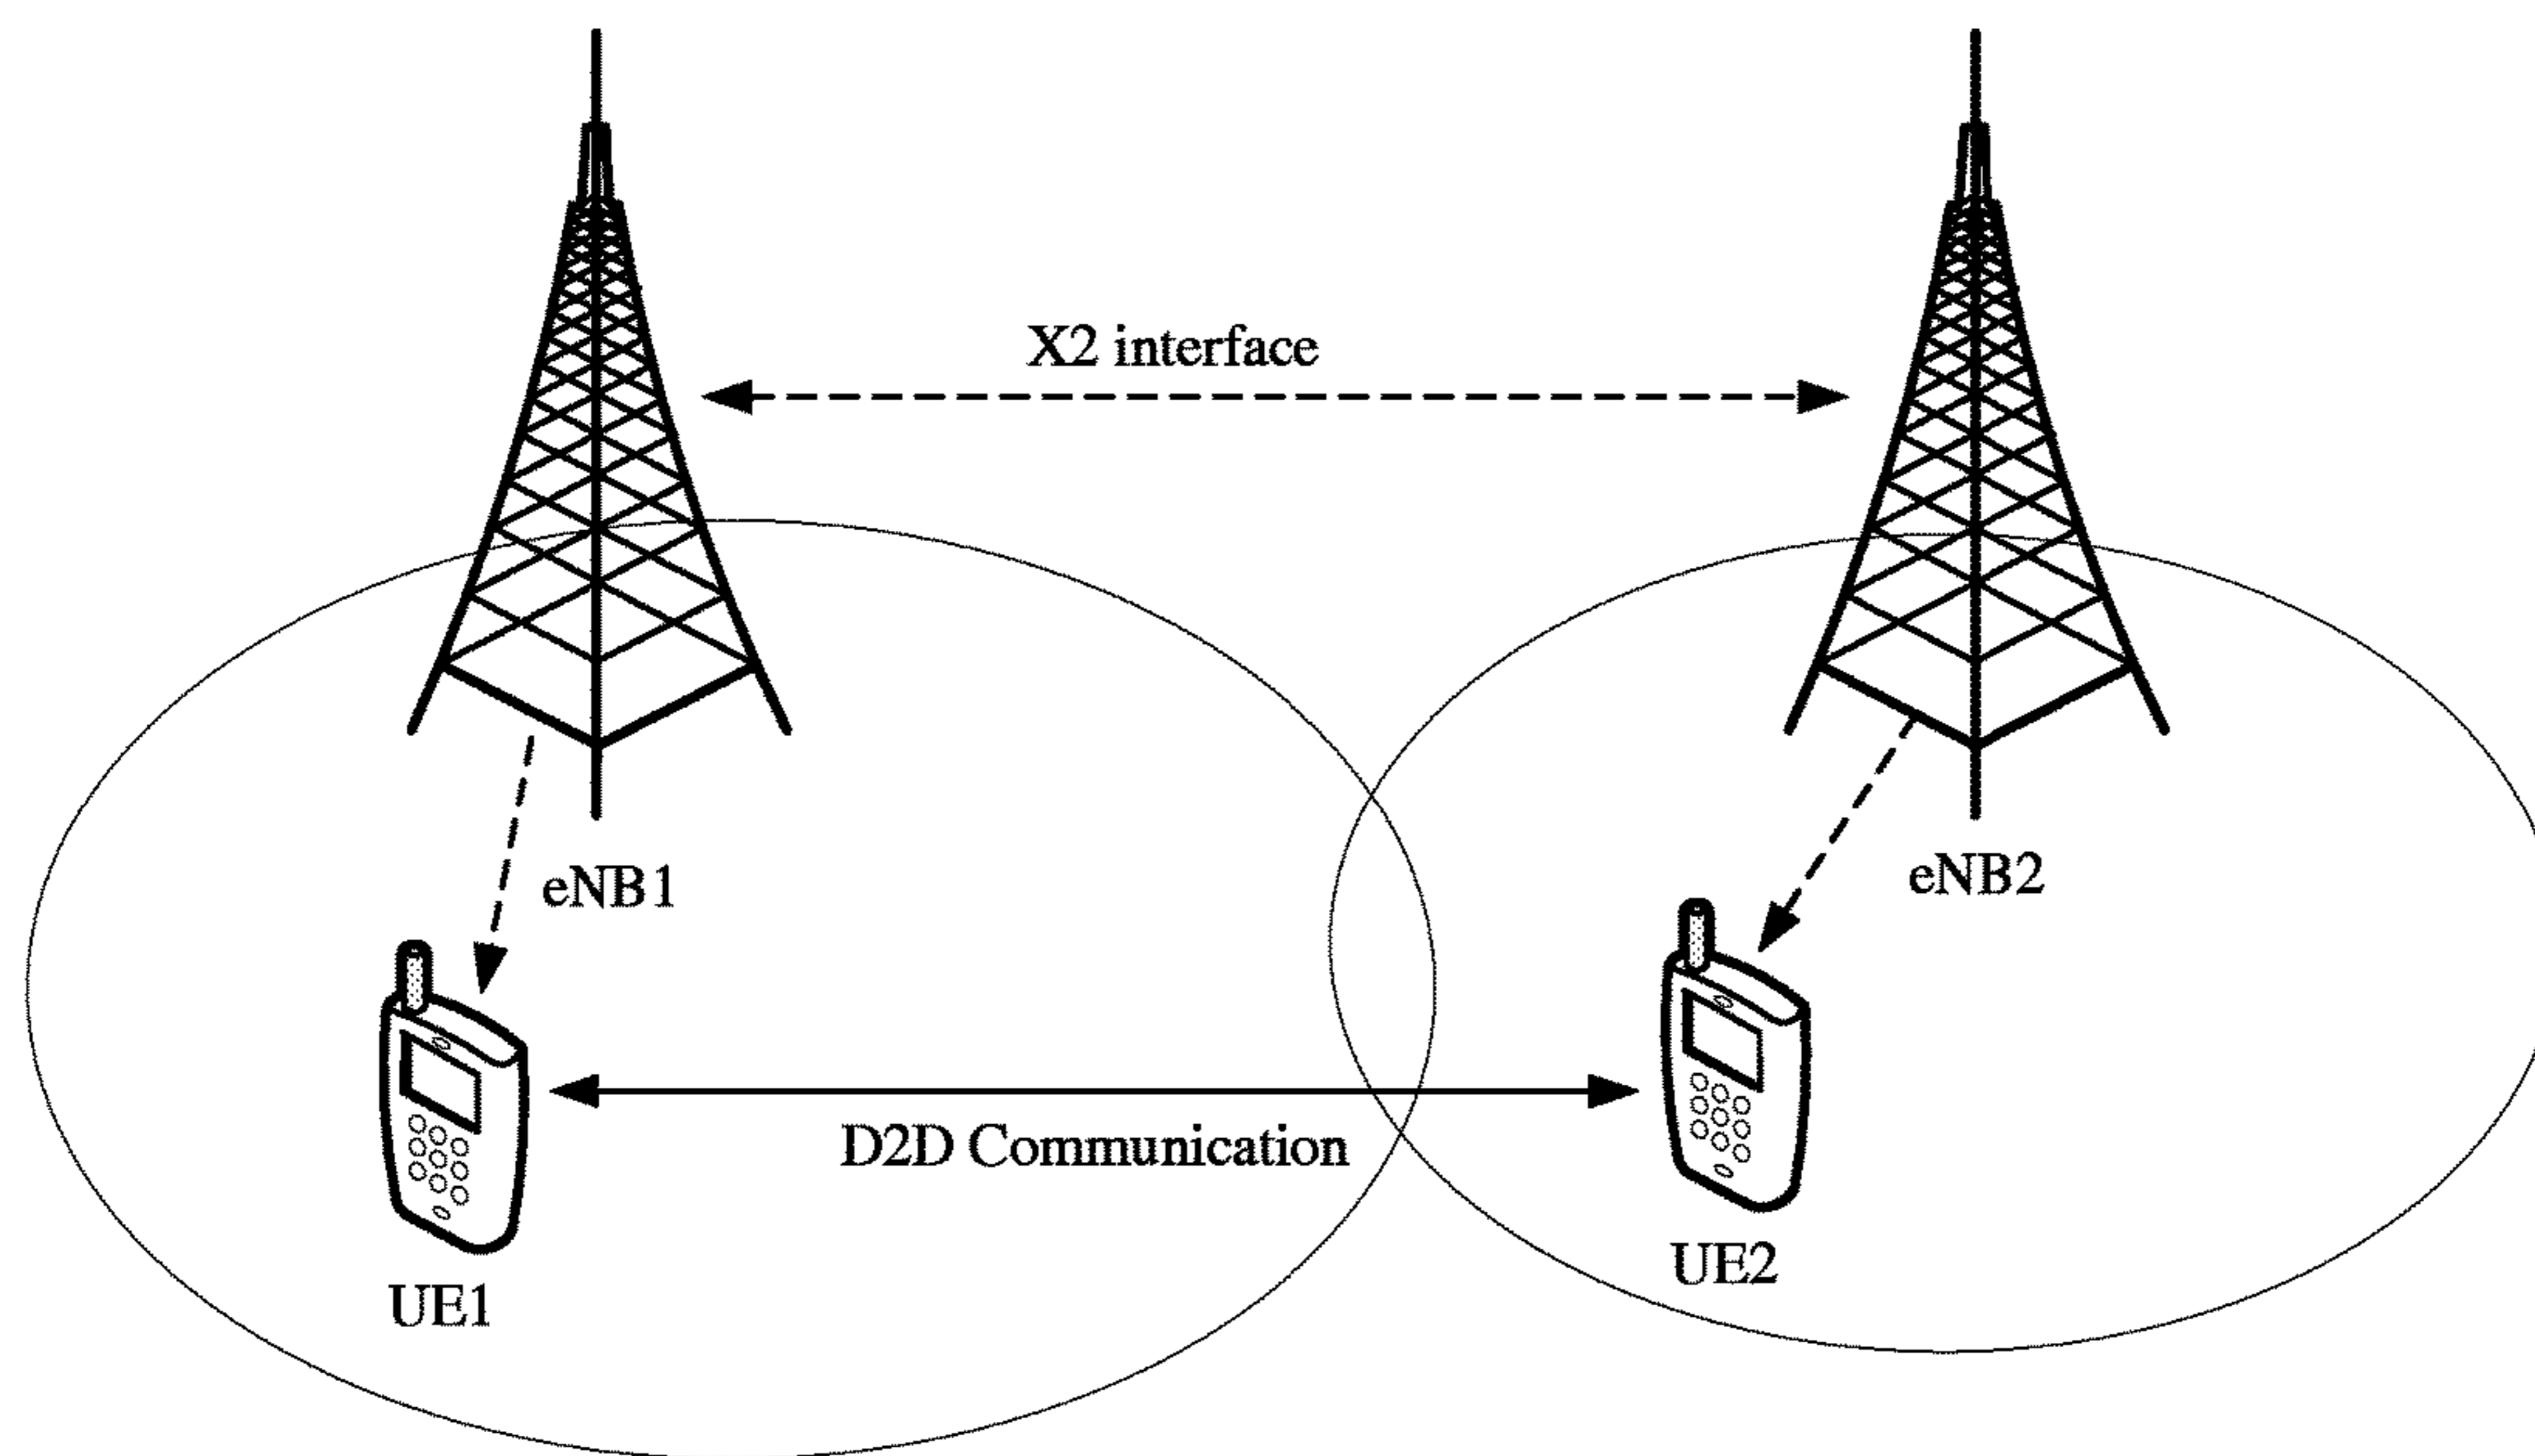 X2 interface
eNB1
eNB2
D2D Communication
UE1
UE2